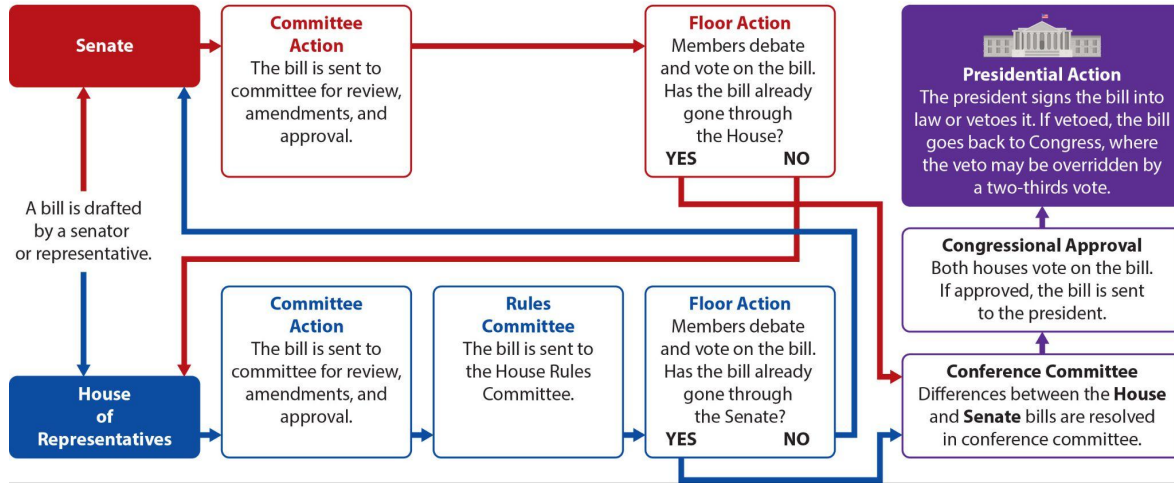 Senate
Committee
Action
The bill is sent to
committee for review,
amendments, and
approval.
Floor Action
Members debate
and vote on the bill.
Has the bill already
gone through
the House?
YES NO
Presidential Action
The president signs the bill into
law or vetoes it. If vetoed, the bill
goes back to Congress, where
the veto may be overridden by
a two-thirds vote.
A bill is drafted
by a senator
or representative.
Congressional Approval
Both houses vote on the bill.
If approved, the bill is sent
to the president.
House
of
Representatives
Committee
Action
The bill is sent to
committee for review,
amendments, and
approval.
Rules
Committee
The bill is sent to
the House Rules
Committee.
Floor Action
Members debate
and vote on the bill.
Has the bill already
gone through
the Senate?
YES NO
Conference Committee
Differences between the House
and Senate bills are resolved
in conference committee.